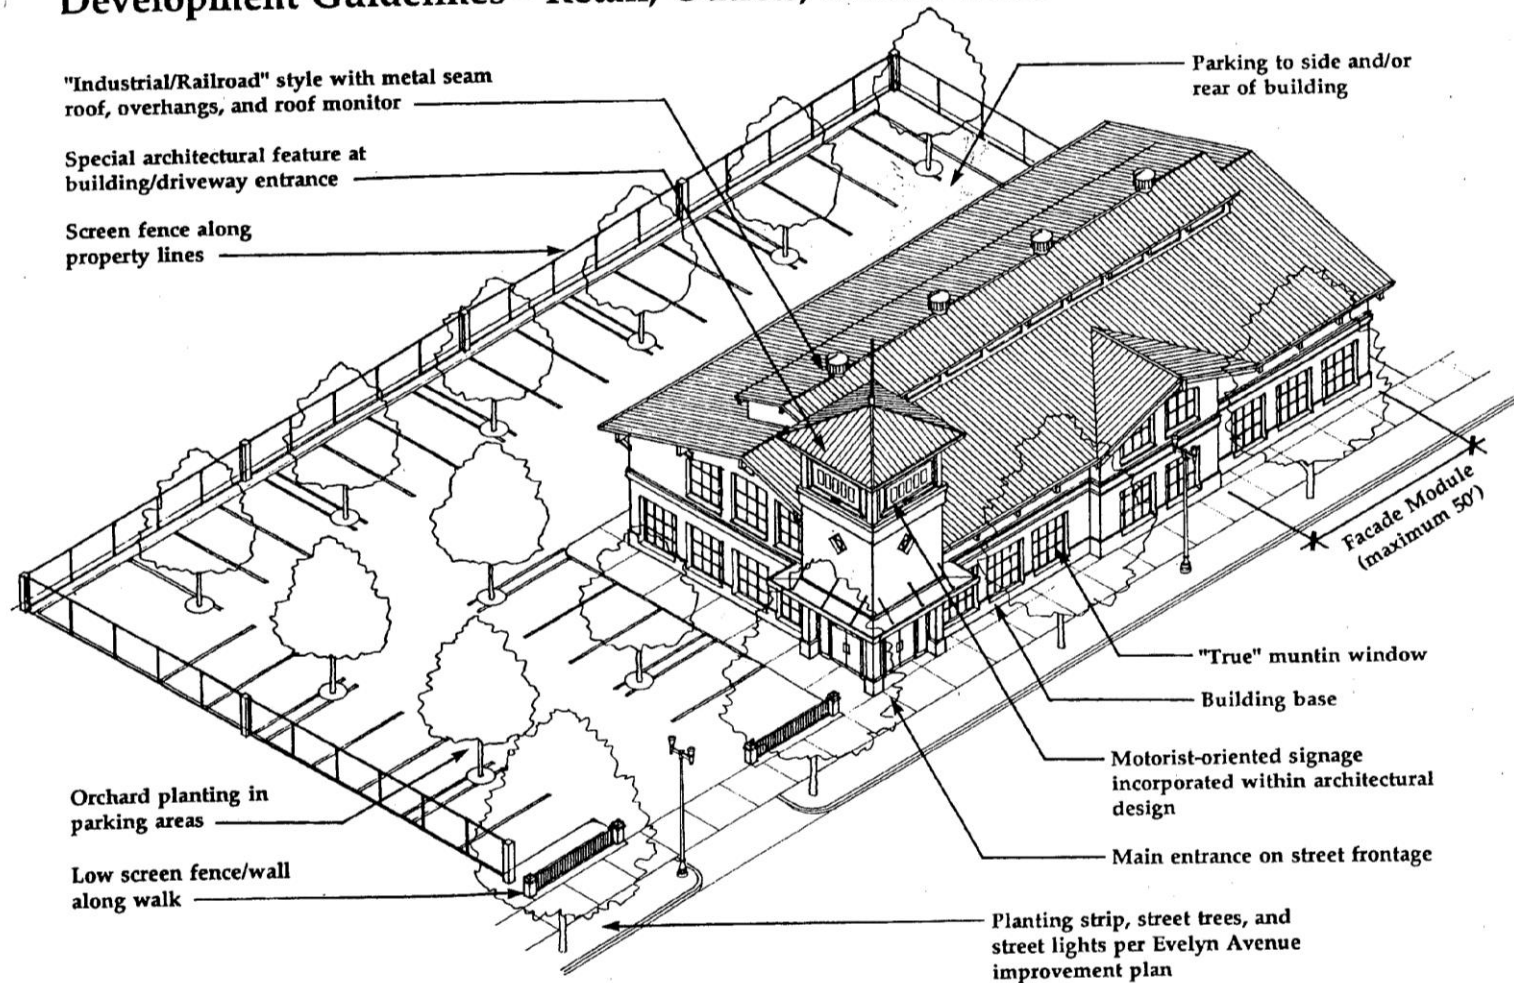 Development Guidelines - Retail,
"Industrial/Railroad" style with metal seam
roof, overhangs, and roof monitor
Special architectural feature at
building/driveway entrance
Screen fence along
property lines
Parking to side and/or
rear of building
Facade Module
(maximum 50')
"True" muntin window
Building base
Motorist-oriented signage
incorporated within architectural
design
Main entrance on street frontage
Orchard planting in
parking areas
Low screen fence/wall
along walk
Planting strip, street trees, and
street lights per Evelyn Avenue
improvement plan